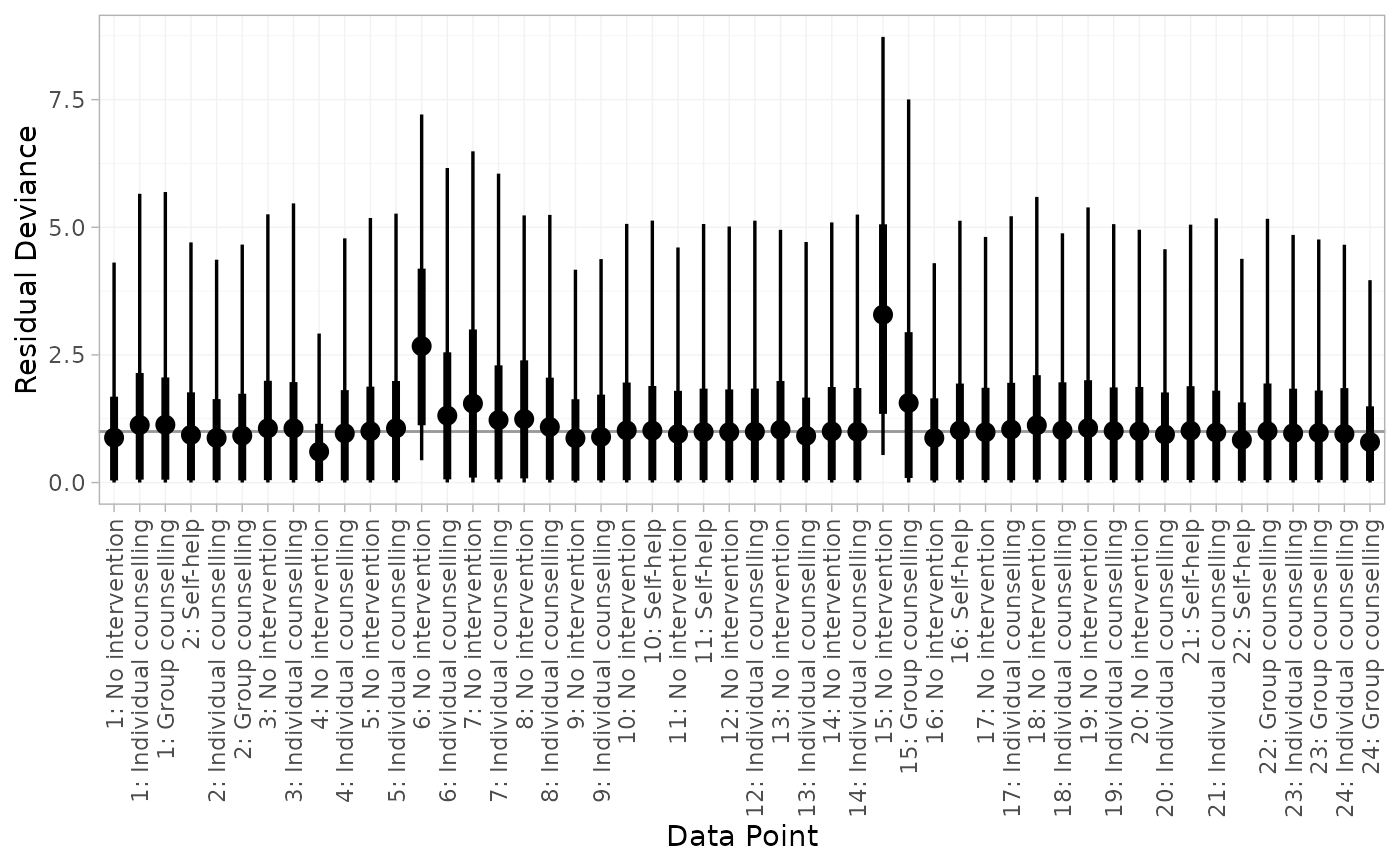 Residual Deviance
7.5
5.0
2.5
0.0
1: No intervention
1: Individual counselling
1: Group counselling
2: Self-help
2: Individual counselling
2: Group counselling
3: No intervention
3: Individual counselling
4: No intervention
4: Individual counselling
5: No intervention
5: Individual counselling
6: No intervention
6: Individual counselling
7: No intervention
7: Individual counselling
8: No intervention
8: Individual counselling
9: No intervention
9: Individual counselling
10: No intervention
10: Self-help
11: No intervention
11: Self-help
12: No intervention
12: Individual counselling
13: No intervention
13: Individual counselling
14: No intervention
14: Individual counselling
15: No intervention
15: Group counselling
16: No intervention
16: Self-help
17: No intervention
17: Individual counselling
18: No intervention
18: Individual counselling
19: No intervention
19: Individual counselling
20: No intervention
20: Individual counselling
21: Self-help
21: Individual counselling
22: Self-help
22: Group counselling
23: Individual counselling
23: Group counselling
24: Individual counselling
24: Group counselling
Data Point